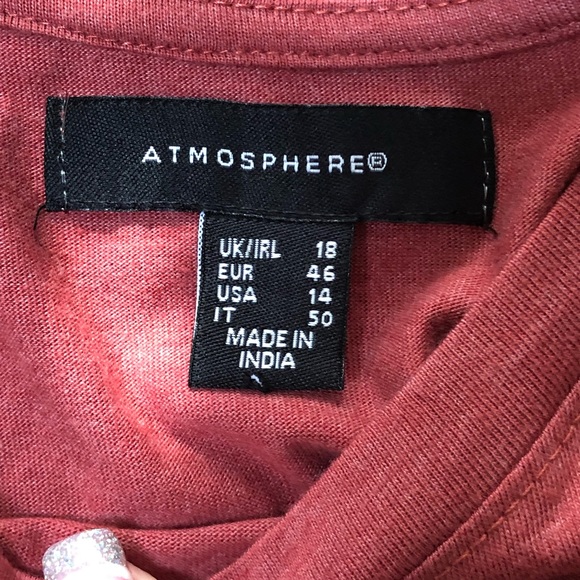 ATMOSPHERE®
UK/IRL 18
EUR 46
USA 14
IT 50
MADE IN
INDIA